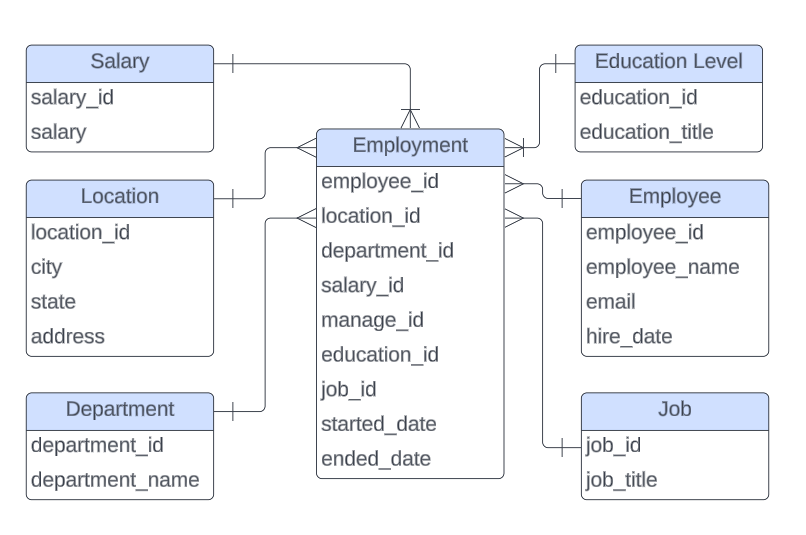 Salary
salary_id
salary
Location
location_id
city
state
address
Department
department_id
department_name
Employment
employee_id
location_id
department_id
salary_id
manage_id
education_id
job_id
started_date
ended_date
Education Level
education_id
education_title
Employee
employee_id
employee_name
email
hire_date
Job
job_id
job_title